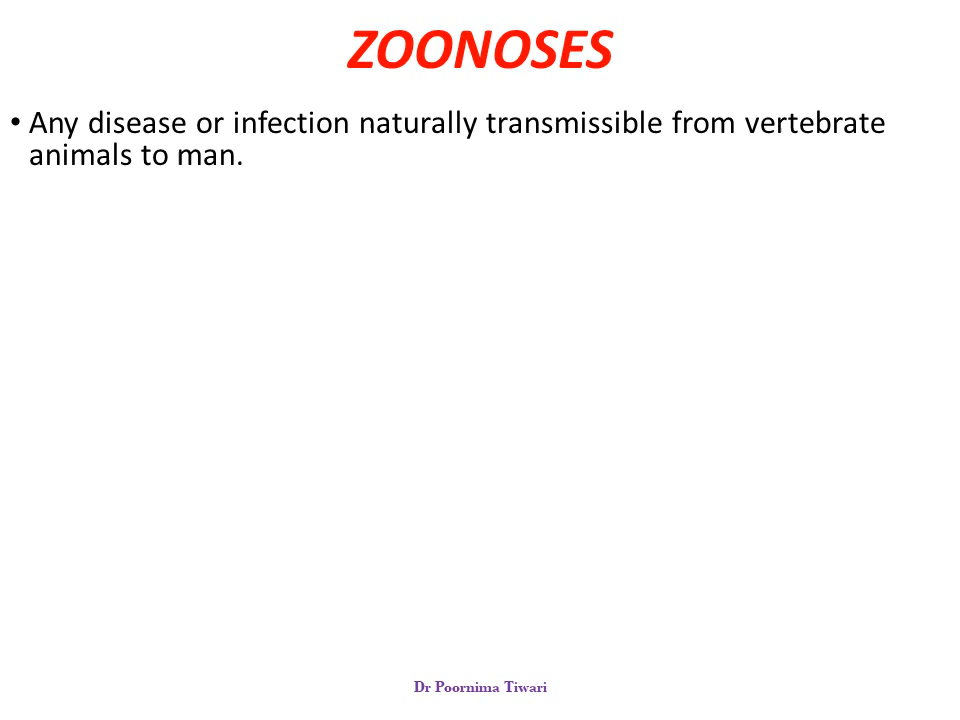 ZOONOSES
• Any disease or infection naturally transmissible from vertebrate
animals to man.
Dr Poornima Tiwari